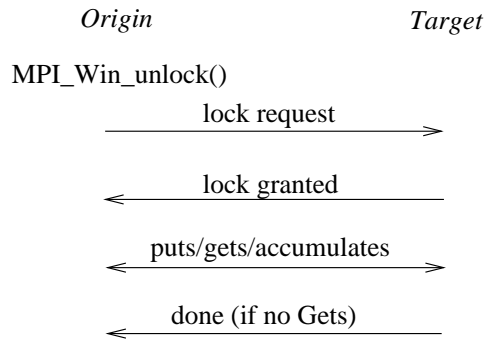 Origin Target
MPI_Win_unlock()
lock request
lock granted
puts/gets/accumulates
done (if no Gets)